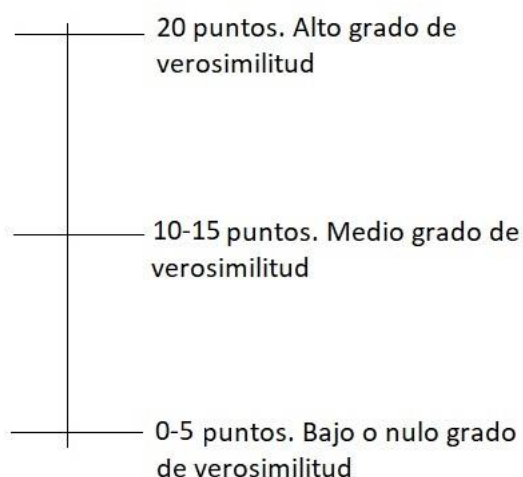 20 puntos. Alto grado de
verosimilitud
10-15 puntos. Medio grado de
verosimilitud
0-5 puntos. Bajo o nulo grado
de verosimilitud